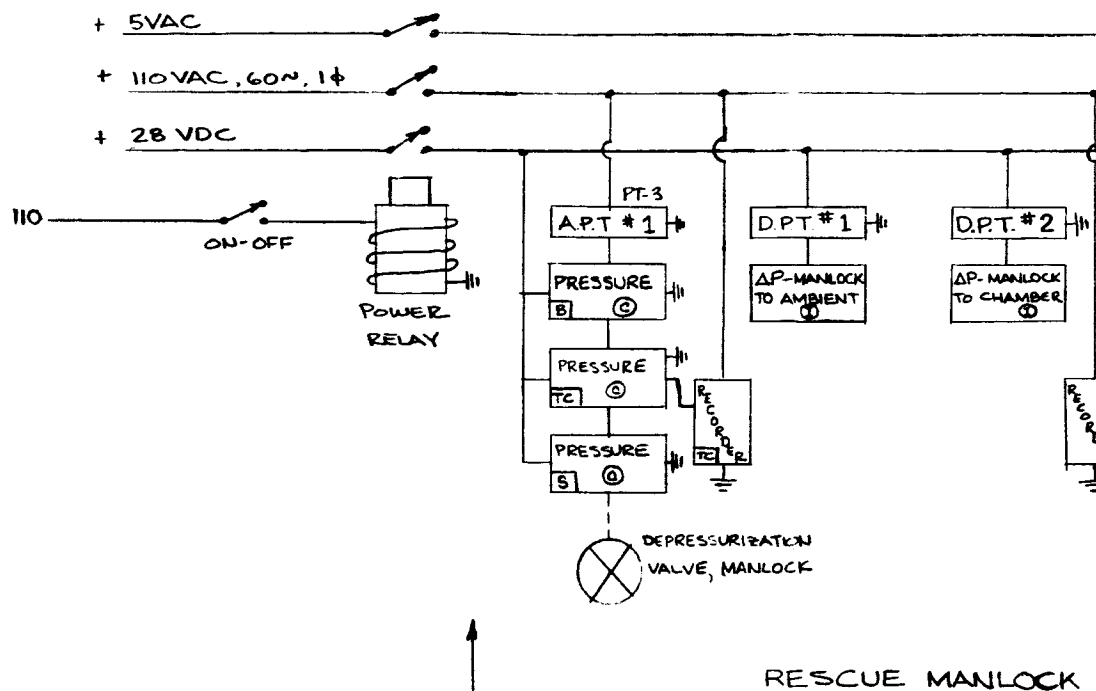 + 5VAC
+ 110VAC, 60~, 1ϕ
+ 28 VDC
110
ON-OFF
POWER
RELAY
PT-3
A.P.T #1
PRESSURE
B
C
PRESSURE
TC
C
PRESSURE
S
RECORDER
TC
D.P.T. #1
ΔP-MANLOCK
TO AMBIENT
I
D.P.T. #2
ΔP-MANLOCK
TO CHAMBER
I
DEPRESSURIZATION
VALVE, MANLOCK
RESCUE MANLOCK